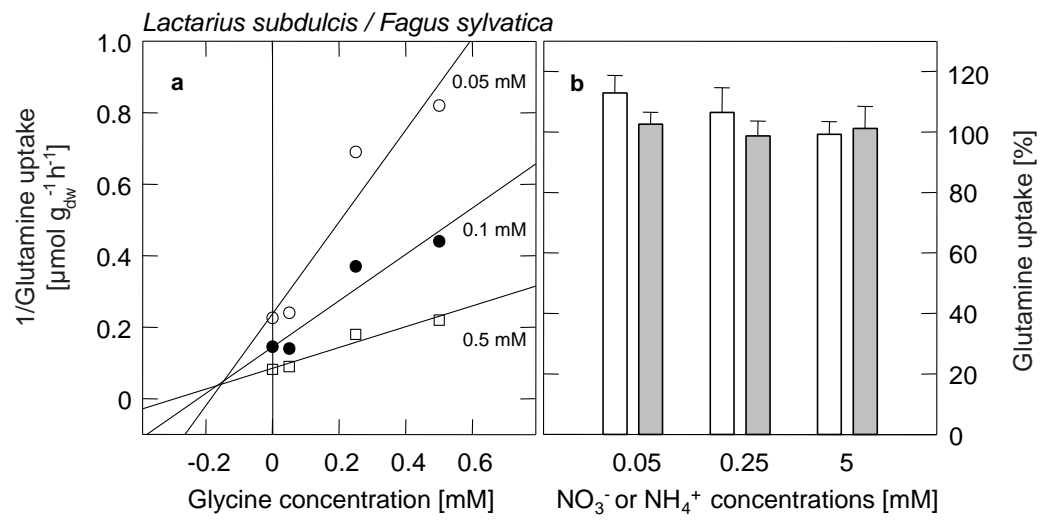 Lactarius subdulcis / Fagus sylvatica
a
b
1/Glutamine uptake
[µmol g_dw^-1 h^-1]
1.0
0.8
0.6
0.4
0.2
0
0.05 mM
0.1 mM
0.5 mM
-0.2 0 0.2 0.4 0.6
Glycine concentration [mM]
120
100
80
60
40
20
0
Glutamine uptake [%]
0.05 0.25 5
NO₃⁻ or NH₄⁺ concentrations [mM]